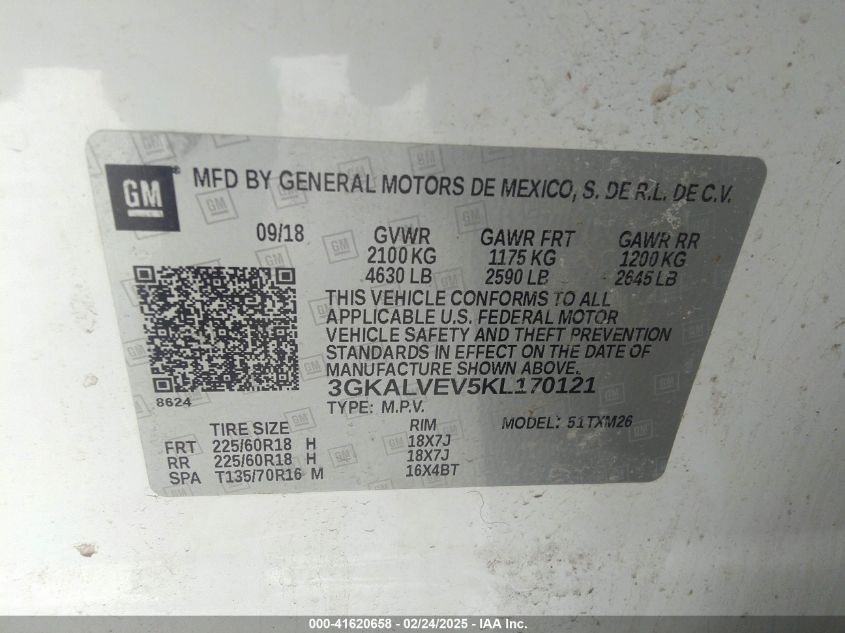 GM
MFD BY GENERAL MOTORS DE MEXICO, S. DE R.L. DE C.V.
09/18 GVWR GAWR FRT GAWR RR
2100 KG 1175 KG 1200 KG
4630 LB 2590 LB 2645 LB
THIS VEHICLE CONFORMS TO ALL
APPLICABLE U.S. FEDERAL MOTOR
VEHICLE SAFETY AND THEFT PREVENTION
STANDARDS IN EFFECT ON THE DATE OF
MANUFACTURE SHOWN ABOVE.
8624
3GKALVEV5KL170121
TYPE: M.P.V. MODEL: 51TXM26
TIRE SIZE RIM
FRT 225/60R18 H 18X7J
RR 225/60R18 H 18X7J
SPA T135/70R16 M 16X4BT
000-41620658 - 02/24/2025 - IAA Inc.